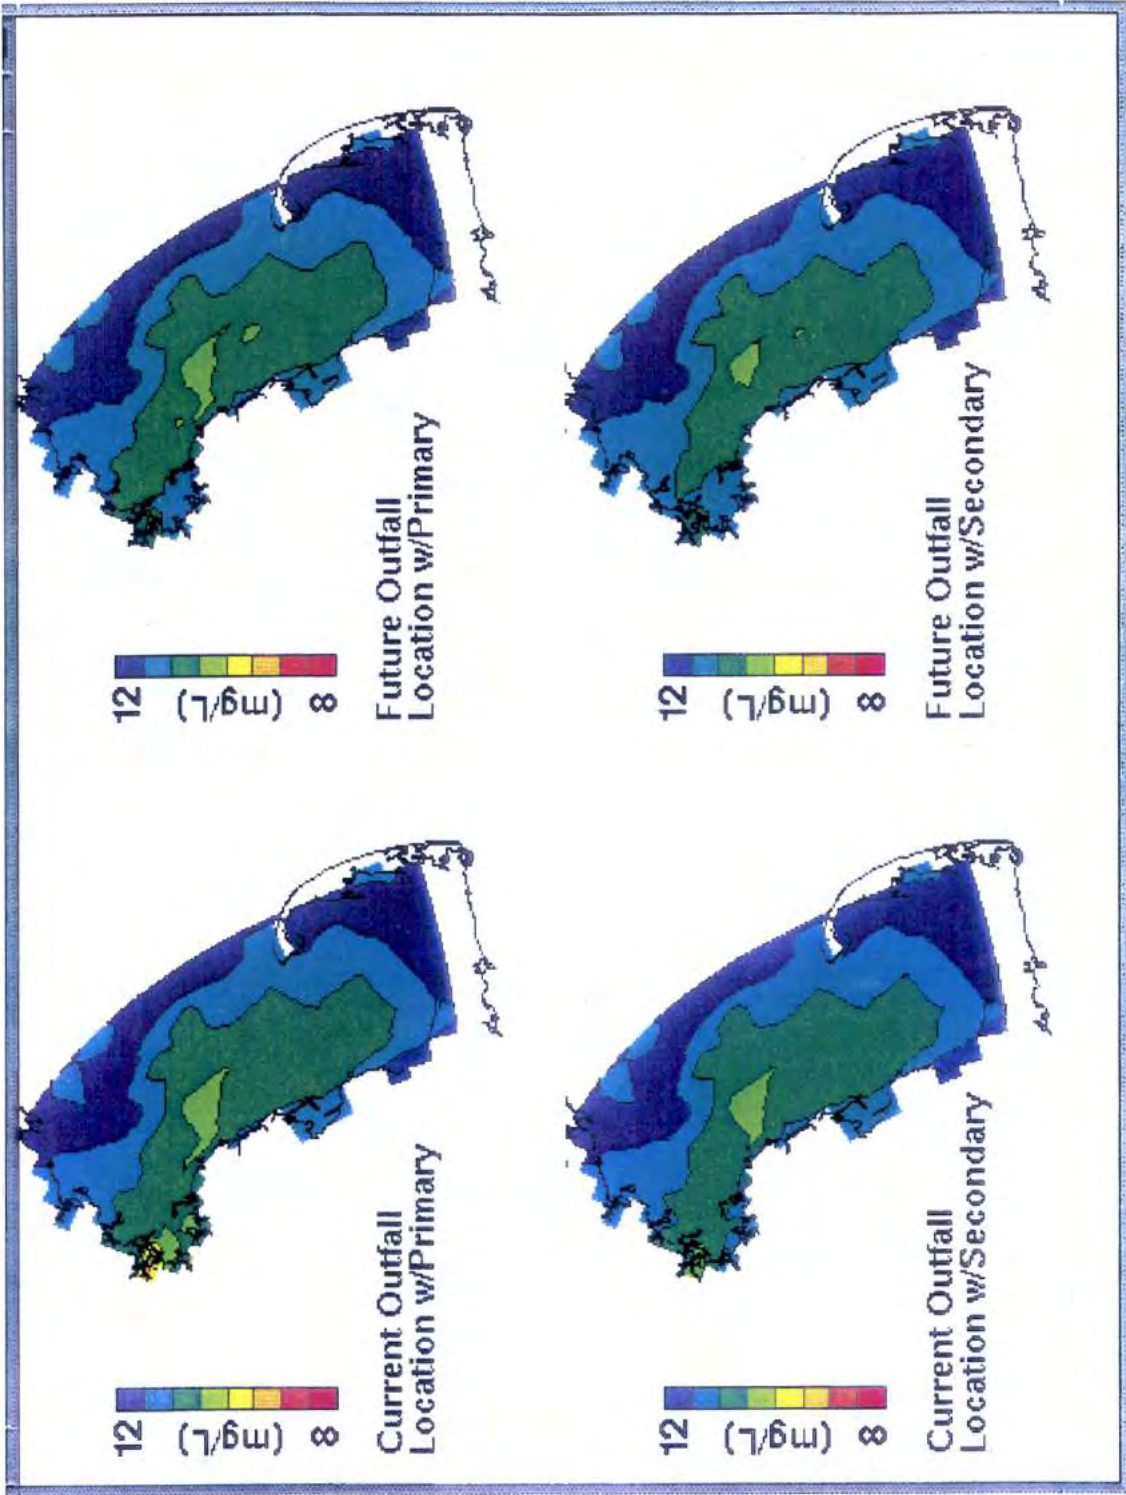 12
(mg/L)
8
Current Outfall
Location w/Primary
12
(mg/L)
8
Future Outfall
Location w/Primary
12
(mg/L)
8
Current Outfall
Location w/Secondary
12
(mg/L)
8
Future Outfall
Location w/Secondary